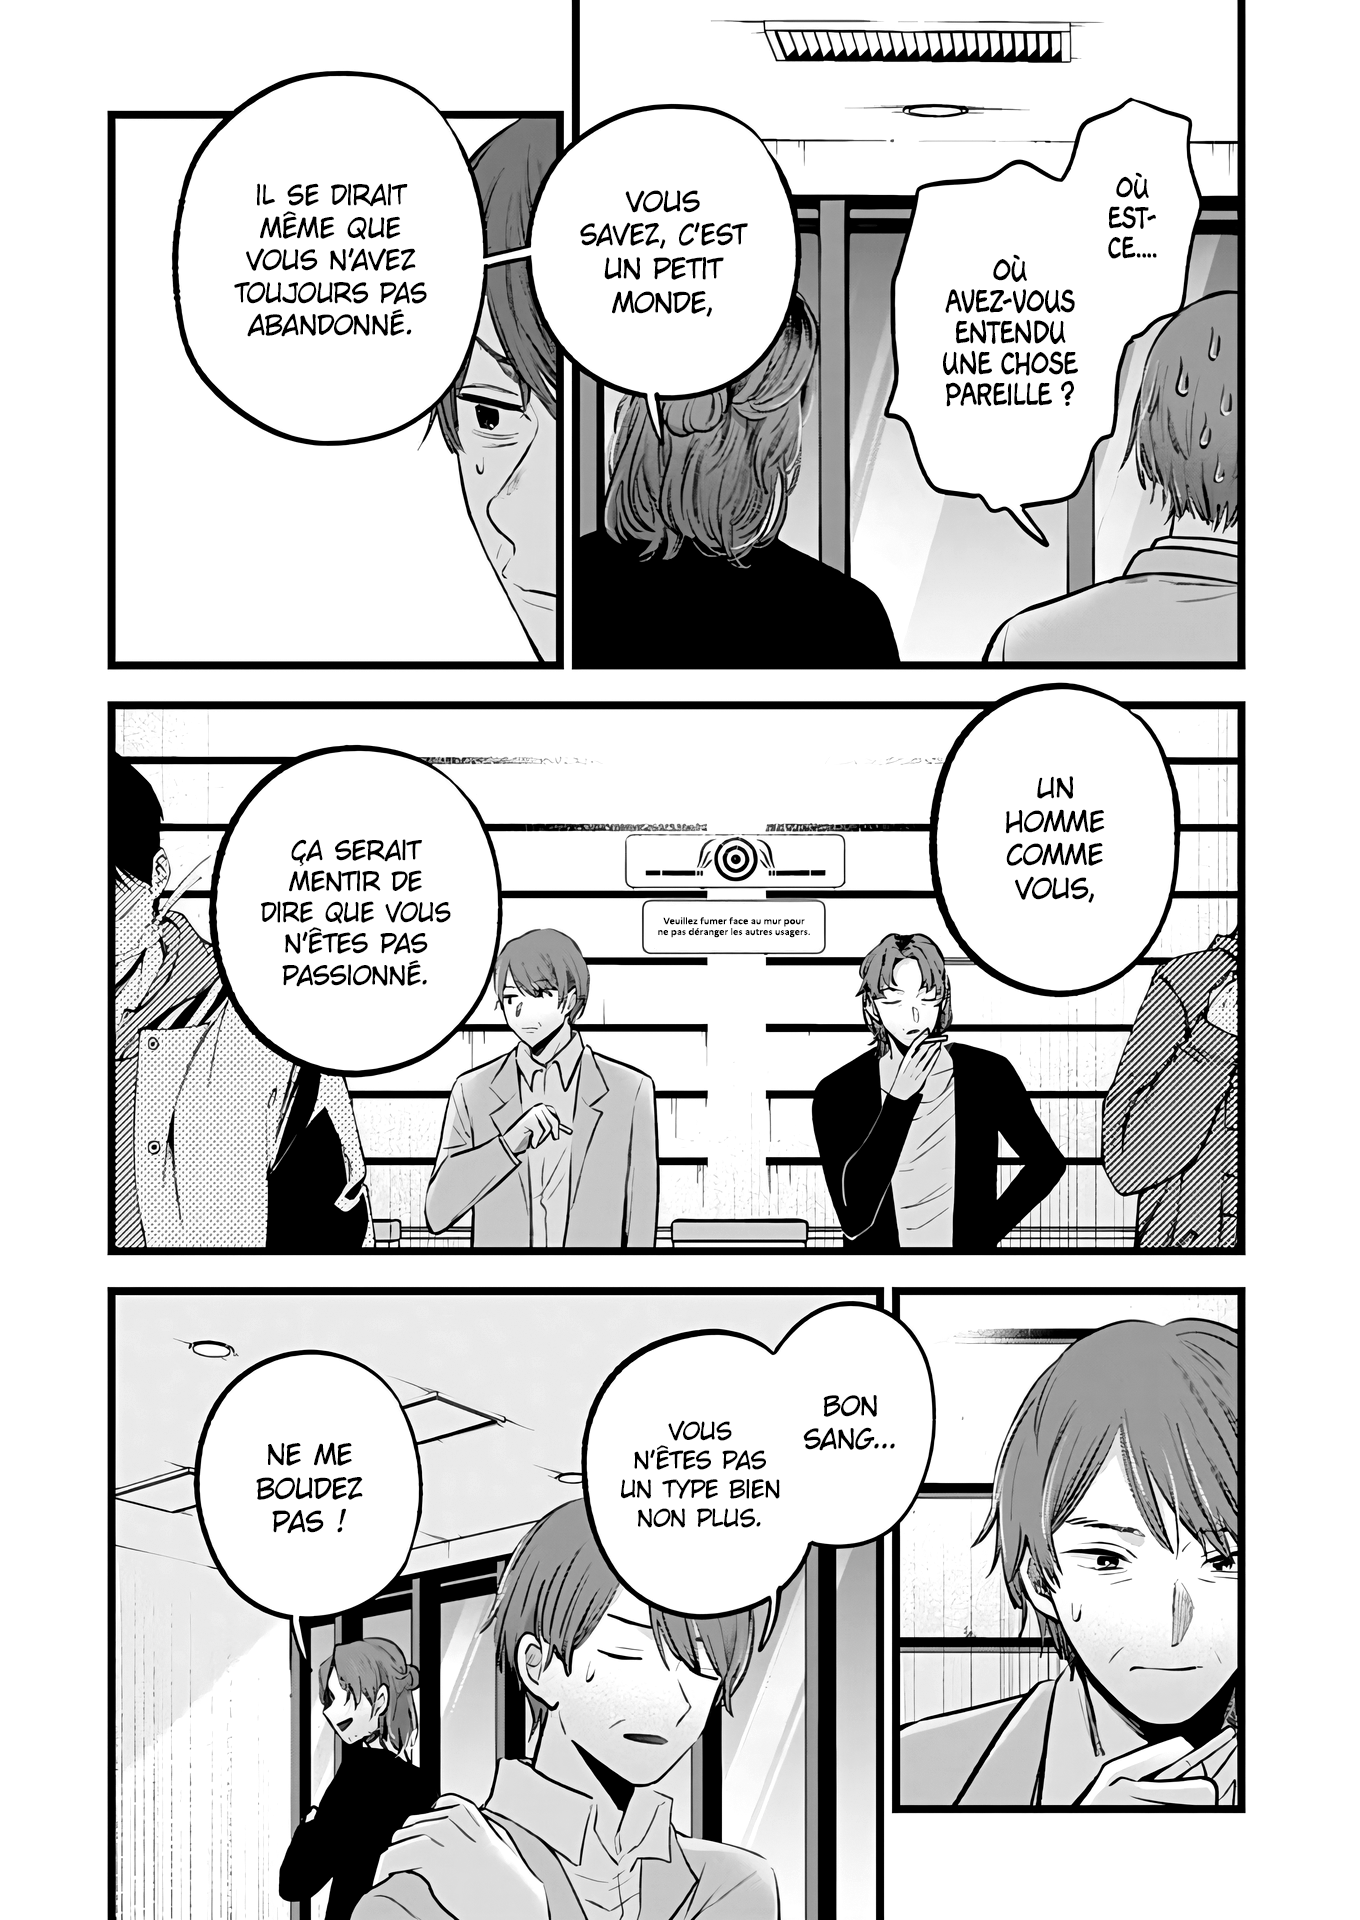 OÙ
EST-
CE....
OÙ
AVEZ-VOUS
ENTENDU
UNE CHOSE
PAREILLE ?
VOUS
SAVEZ, C'EST
UN PETIT
MONDE,
IL SE DIRAIT
MÊME QUE
VOUS N'AVEZ
TOUJOURS PAS
ABANDONNÉ.
UN
HOMME
COMME
VOUS,
Veuillez fumer face au mur pour
ne pas déranger les autres usagers.
ÇA SERAIT
MENTIR DE
DIRE QUE VOUS
N'ÊTES PAS
PASSIONNÉ.
BON
SANG...
VOUS
N'ÊTES PAS
UN TYPE BIEN
NON PLUS.
NE ME
BOUDEZ
PAS !